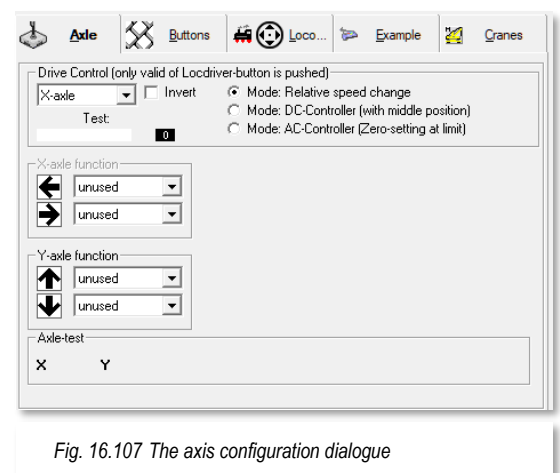 Axle Buttons Loco... Example Cranes
Drive Control (only valid of Locdriver-button is pushed)
X-axle Invert Mode: Relative speed change
Mode: DC-Controller (with middle position)
Test:
Mode: AC-Controller (Zero-setting at limit)
0
X-axle function
unused
unused
Y-axle function
unused
unused
Axle-test
X Y
Fig. 16.107 The axis configuration dialogue